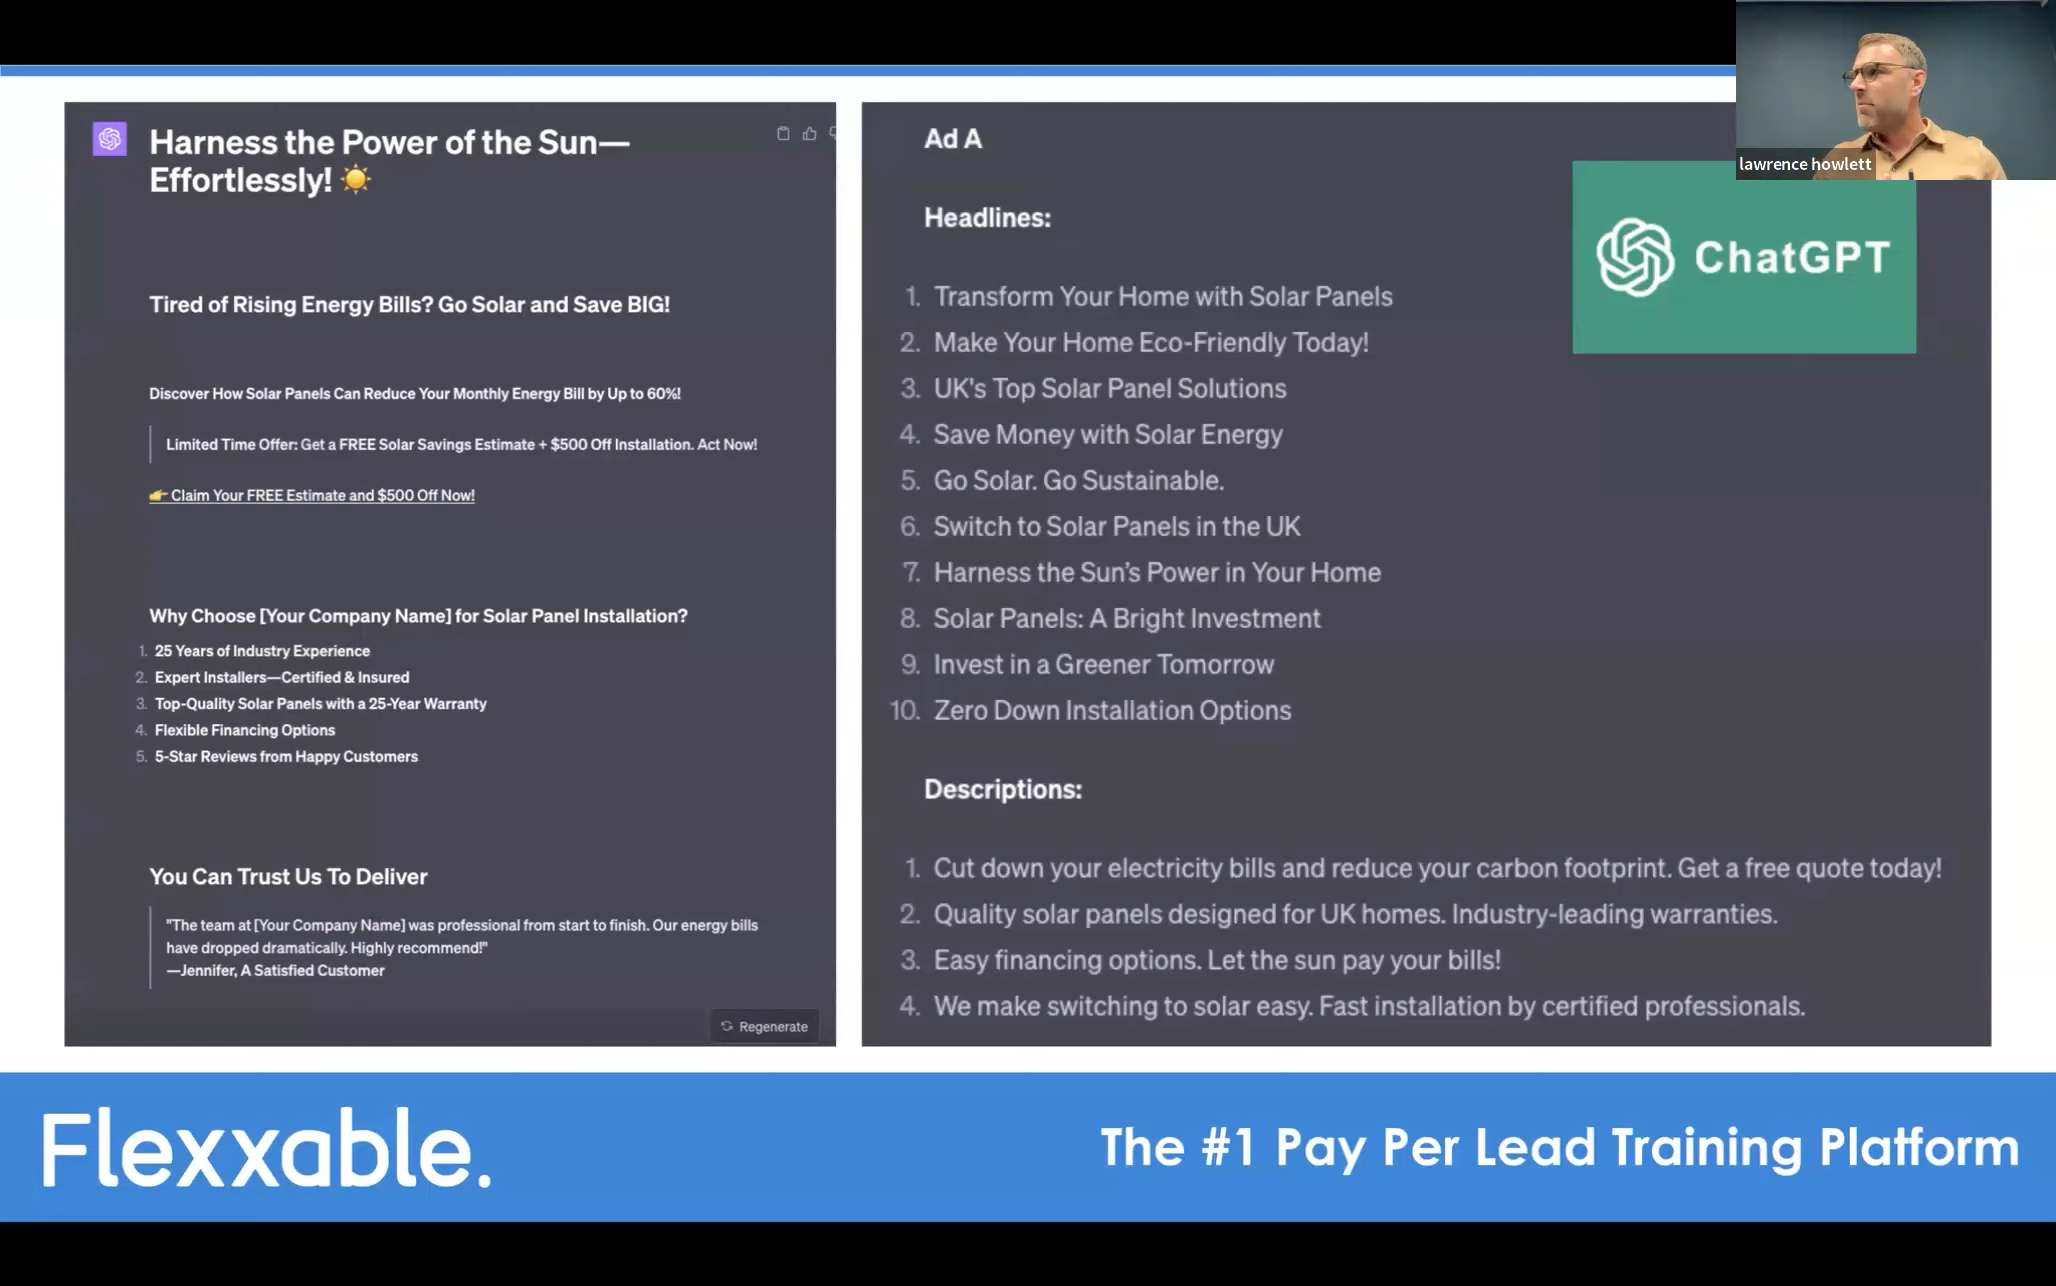 Harness the Power of the Sun—
Effortlessly! ☀️
Tired of Rising Energy Bills? Go Solar and Save BIG!
Discover How Solar Panels Can Reduce Your Monthly Energy Bill by Up to 60%!
Limited Time Offer: Get a FREE Solar Savings Estimate + $500 Off Installation. Act Now!
👉 Claim Your FREE Estimate and $500 Off Now!
Why Choose [Your Company Name] for Solar Panel Installation?
1. 25 Years of Industry Experience
2. Expert Installers—Certified & Insured
3. Top-Quality Solar Panels with a 25-Year Warranty
4. Flexible Financing Options
5. 5-Star Reviews from Happy Customers
You Can Trust Us To Deliver
"The team at [Your Company Name] was professional from start to finish. Our energy bills
have dropped dramatically. Highly recommend!"
—Jennifer, A Satisfied Customer
Regenerate
Ad A
Headlines:
1. Transform Your Home with Solar Panels
2. Make Your Home Eco-Friendly Today!
3. UK's Top Solar Panel Solutions
4. Save Money with Solar Energy
5. Go Solar. Go Sustainable.
6. Switch to Solar Panels in the UK
7. Harness the Sun's Power in Your Home
8. Solar Panels: A Bright Investment
9. Invest in a Greener Tomorrow
10. Zero Down Installation Options
Descriptions:
1. Cut down your electricity bills and reduce your carbon footprint. Get a free quote today!
2. Quality solar panels designed for UK homes. Industry-leading warranties.
3. Easy financing options. Let the sun pay your bills!
4. We make switching to solar easy. Fast installation by certified professionals.
ChatGPT
lawrence howlett
Flexxable.
The #1 Pay Per Lead Training Platform